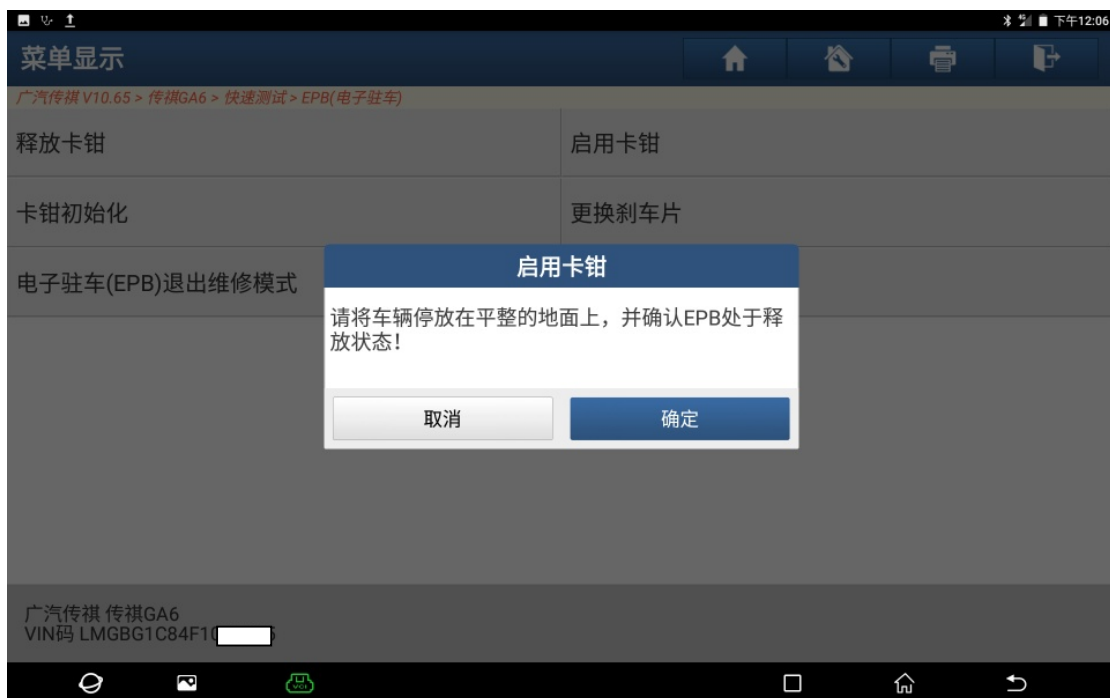 下午12:06
菜单显示
广汽传祺 V10.65 > 传祺GA6 > 快速测试 > EPB(电子驻车)
释放卡钳
启用卡钳
卡钳初始化
更换刹车片
电子驻车(EPB)退出维修模式
启用卡钳
请将车辆停放在平整的地面上，并确认EPB处于释
放状态！
取消
确定
广汽传祺 传祺GA6
VIN码 LMGBG1C84F1
VCI